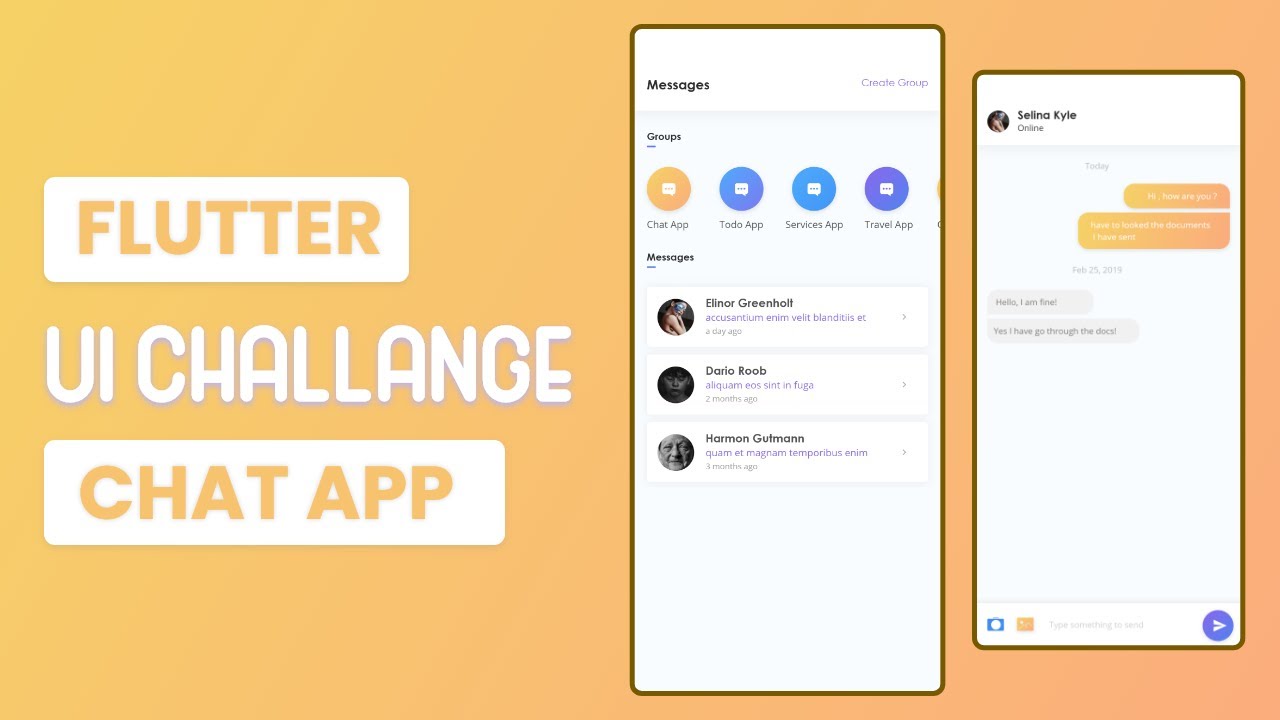 FLUTTER
UI CHALLANGE
CHAT APP
Messages
Create Group
Groups
Chat App
Todo App
Services App
Travel App
Messages
Elinor Greenholt
accusantium enim velit blanditiis et
a day ago
Dario Roob
aliquam eos sint in fuga
2 months ago
Harmon Gutmann
quam et magnam temporibus enim
3 months ago
Selina Kyle
Online
Today
Hi , how are you ?
have to looked the documents
I have sent
Feb 25, 2019
Hello, I am fine!
Yes I have go through the docs!
Type something to send